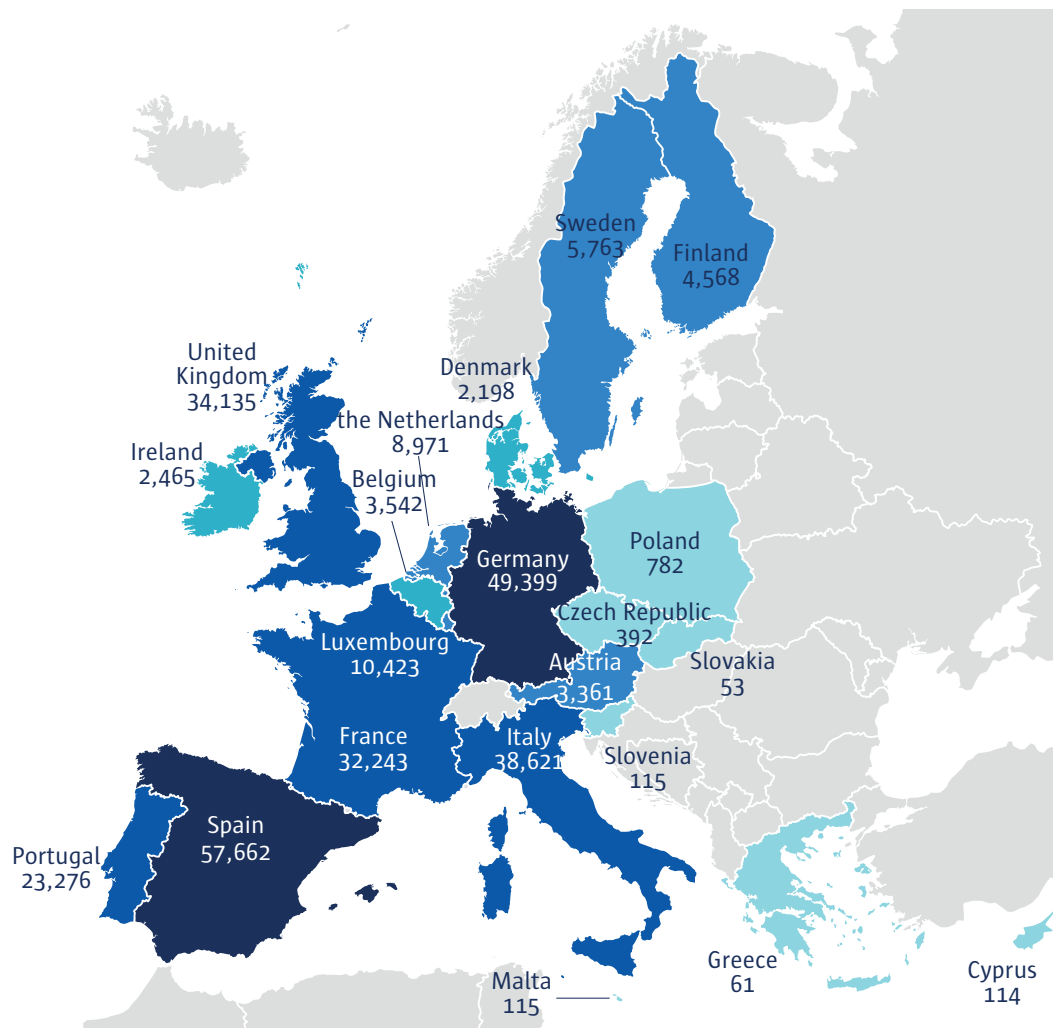 Sweden
5,763
Finland
4,568
United
Kingdom
34,135
Denmark
2,198
the Netherlands
8,971
Ireland
2,465
Belgium
3,542
Germany
49,399
Poland
782
Czech Republic
392
Luxembourg
10,423
Austria
3,361
Slovakia
53
France
32,243
Italy
38,621
Slovenia
115
Spain
57,662
Portugal
23,276
Greece
61
Cyprus
114
Malta
115